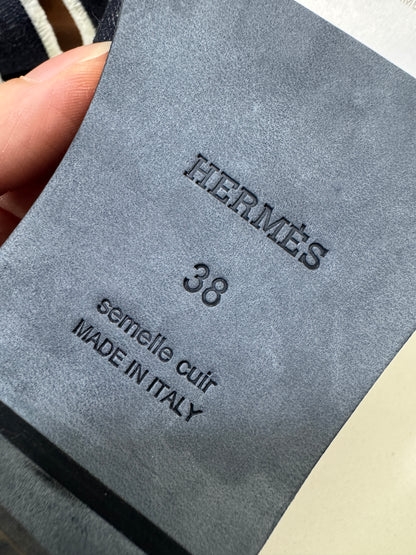 HERMÈS
38
semelle cuir
MADE IN ITALY